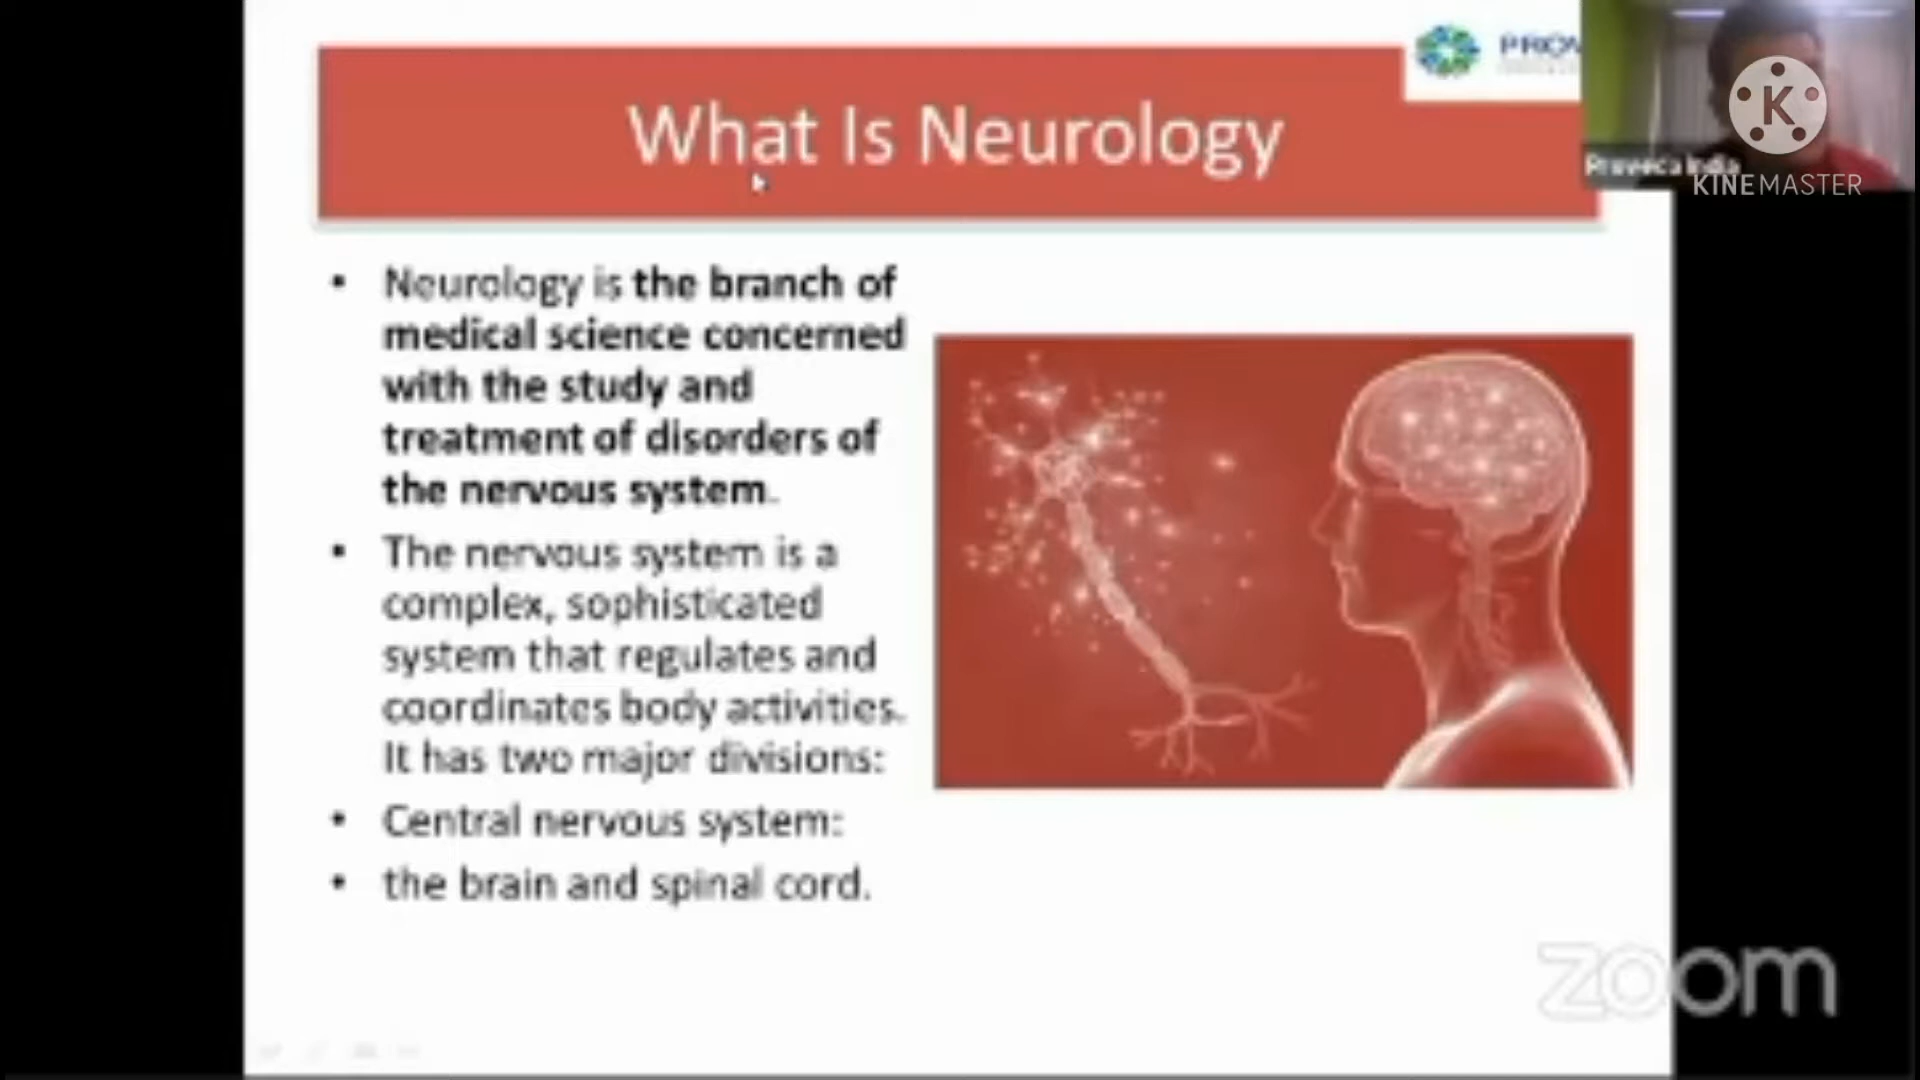 What Is Neurology
• Neurology is the branch of
medical science concerned
with the study and
treatment of disorders of
the nervous system.
• The nervous system is a
complex, sophisticated
system that regulates and
coordinates body activities.
It has two major divisions:
• Central nervous system:
• the brain and spinal cord.
PROV
K
KINEMASTER
India
zoom